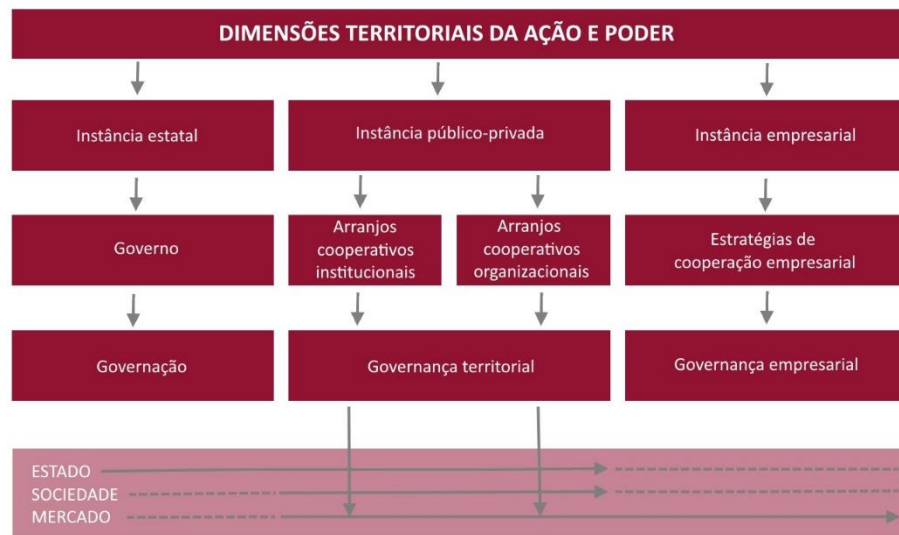 DIMENSÕES TERRITORIAIS DA AÇÃO E PODER
Instância estatal
Instância público-privada
Instância empresarial
Governo
Arranjos
cooperativos
institucionais
Arranjos
cooperativos
organizacionais
Estratégias de
cooperação empresarial
Governação
Governança territorial
Governança empresarial
ESTADO
SOCIEDADE
MERCADO